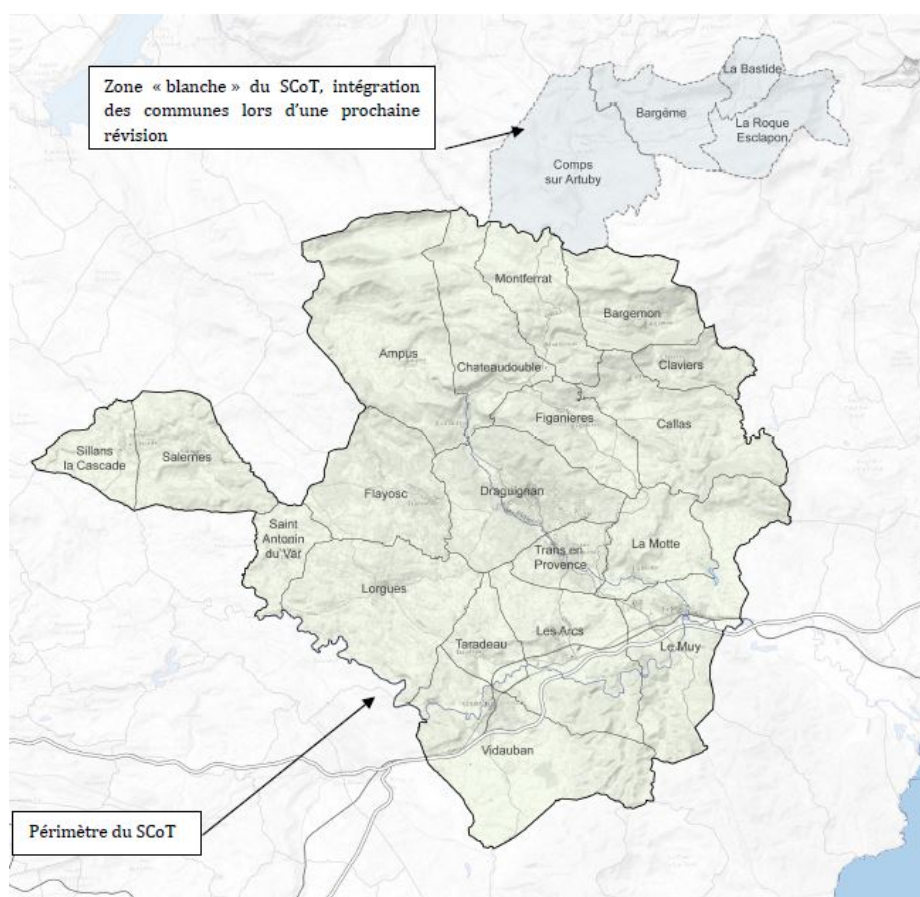 Zone « blanche » du SCoT, intégration
des communes lors d'une prochaine
révision
La Bastide
Bargème
La Roque
Esclapon
Comps
sur Artuby
Montferrat
Bargemon
Ampus
Chateaudouble
Claviers
Figanieres
Callas
Sillans
la Cascade
Salernes
Flayosc
Draguignan
Saint
Antonin
du Var
La Motte
Trans en
Provence
Lorgues
Les Arcs
Taradeau
Le Muy
Vidauban
Périmètre du SCoT